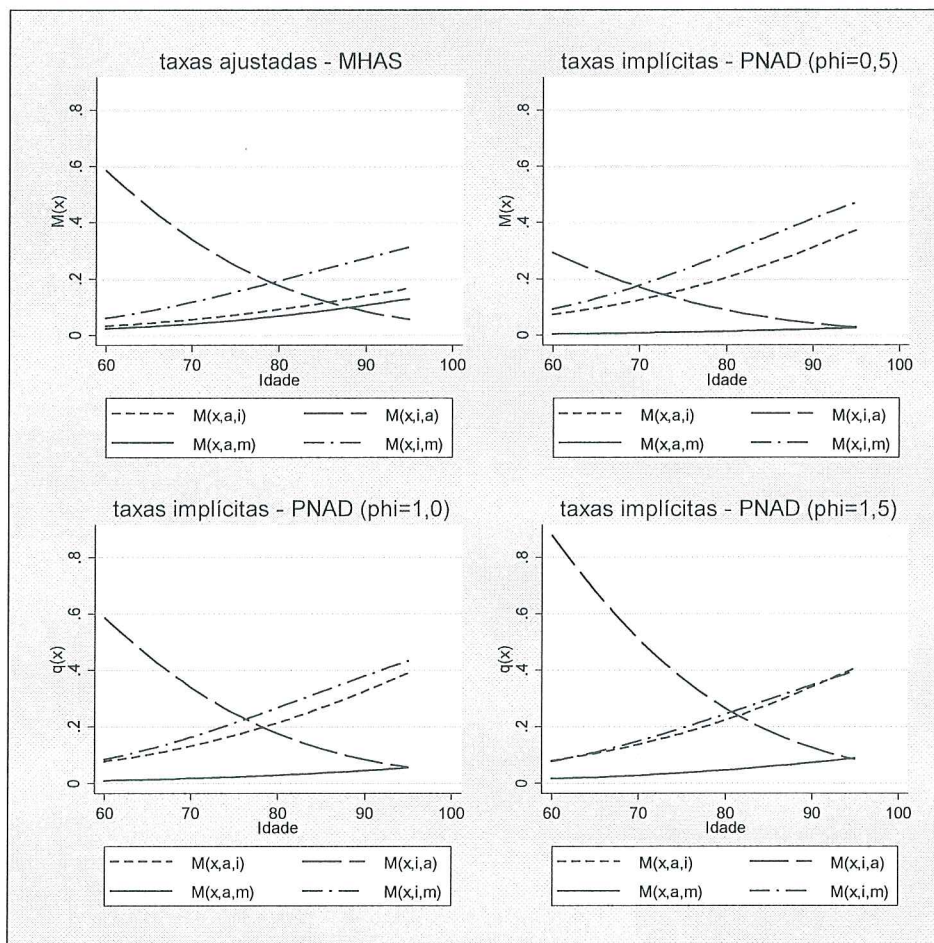 taxas ajustadas - MHAS
M(x)
.8
.6
.4
.2
0
60 70 80 90 100
Idade
M(x,a,i) M(x,i,a)
M(x,a,m) M(x,i,m)
taxas implícitas - PNAD (phi=0,5)
M(x)
.8
.6
.4
.2
0
60 70 80 90 100
Idade
M(x,a,i) M(x,i,a)
M(x,a,m) M(x,i,m)
taxas implícitas - PNAD (phi=1,0)
q(x)
.8
.6
.4
.2
0
60 70 80 90 100
Idade
M(x,a,i) M(x,i,a)
M(x,a,m) M(x,i,m)
taxas implícitas - PNAD (phi=1,5)
q(x)
.8
.6
.4
.2
0
60 70 80 90 100
Idade
M(x,a,i) M(x,i,a)
M(x,a,m) M(x,i,m)